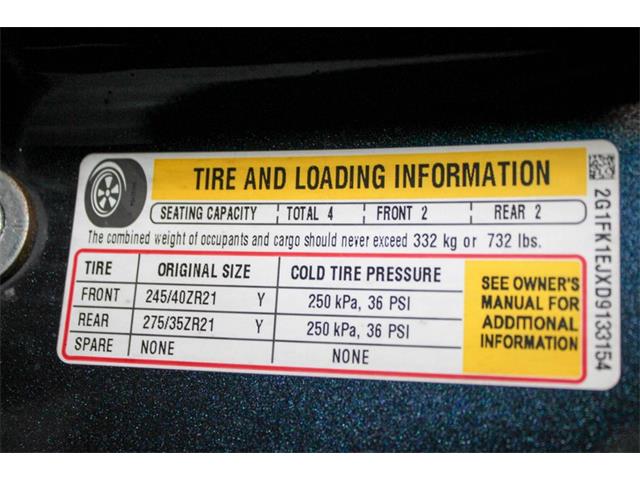 TIRE AND LOADING INFORMATION
SEATING CAPACITY TOTAL 4 FRONT 2 REAR 2
The combined weight of occupants and cargo should never exceed 332 kg or 732 lbs.
TIRE ORIGINAL SIZE COLD TIRE PRESSURE
FRONT 245/40ZR21 Y 250 kPa, 36 PSI
REAR 275/35ZR21 Y 250 kPa, 36 PSI
SPARE NONE NONE
SEE OWNER'S
MANUAL FOR
ADDITIONAL
INFORMATION
2G1FK1EJXD9133154